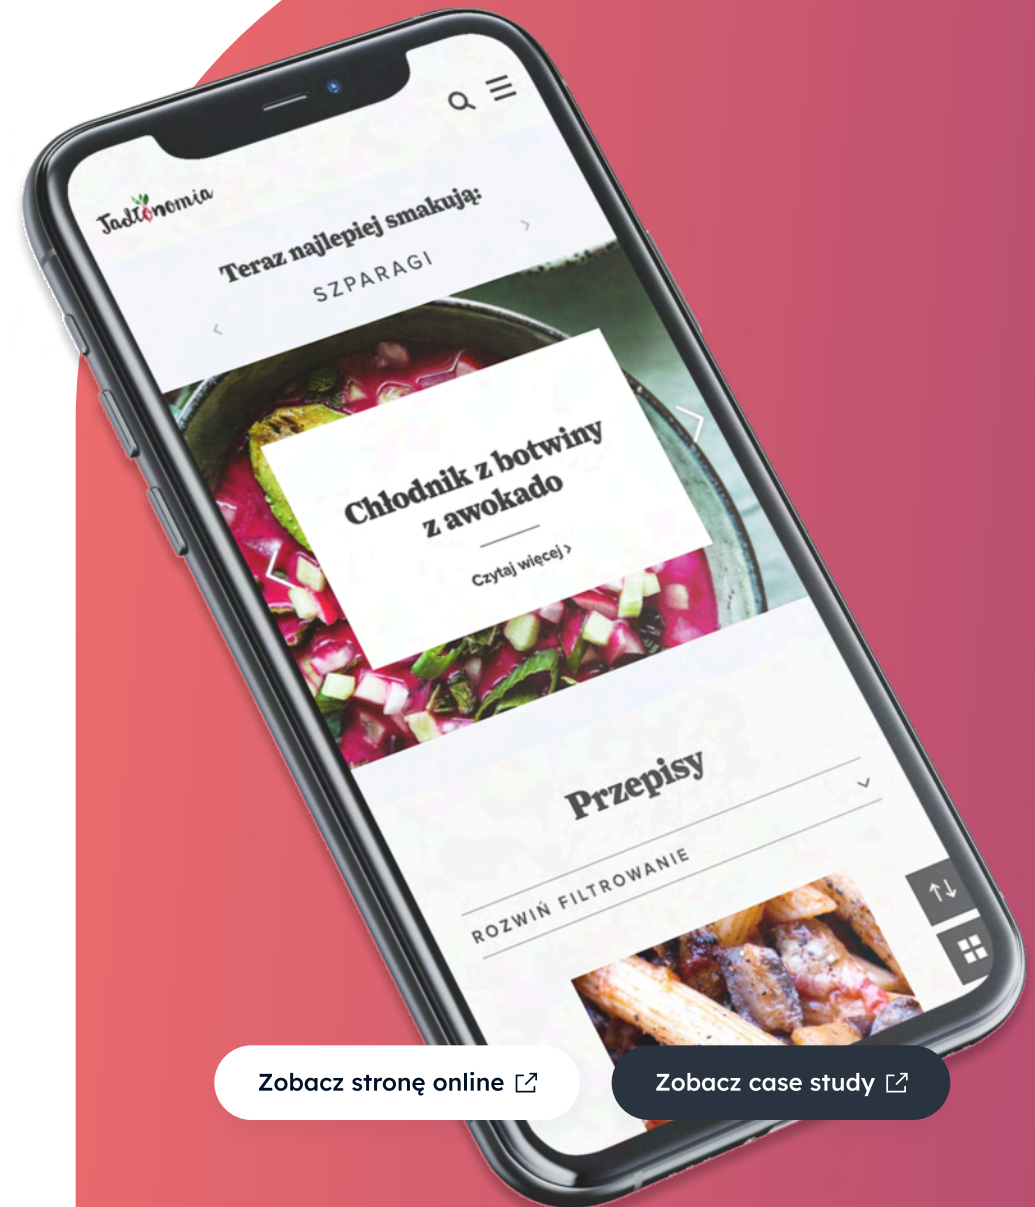 Jadłonomia
Teraz najlepiej smakują:
SZPARAGI
Chłodnik z botwiny
z awokado
Czytaj więcej
Przepisy
ROZWIŃ FILTROWANIE
Zobacz stronę online
Zobacz case study